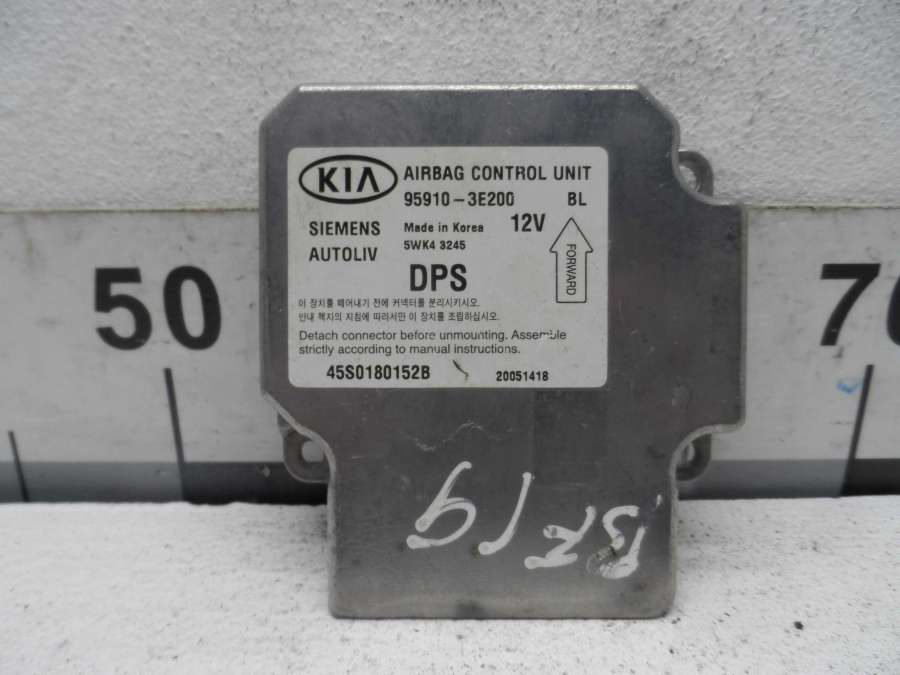 KIA AIRBAG CONTROL UNIT
95910-3E200 BL
SIEMENS Made in Korea 12V
AUTOLIV 5WK4 3245
FORWARD
DPS
이 장치를 떼어내기 전에 커넥터를 분리시키시오.
안내 책자의 지침에 따라서만 이 장치를 조립하십시오.
Detach connector before unmounting. Assemble
strictly according to manual instructions.
45S0180152B 20051418
50
70